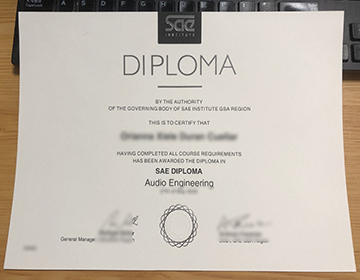 sae
institute
DIPLOMA
BY THE AUTHORITY
OF THE GOVERNING BODY OF SAE INSTITUTE GSA REGION
THIS IS TO CERTIFY THAT
HAVING COMPLETED ALL COURSE REQUIREMENTS
HAS BEEN AWARDED THE DIPLOMA IN
SAE DIPLOMA
Audio Engineering
General Manager